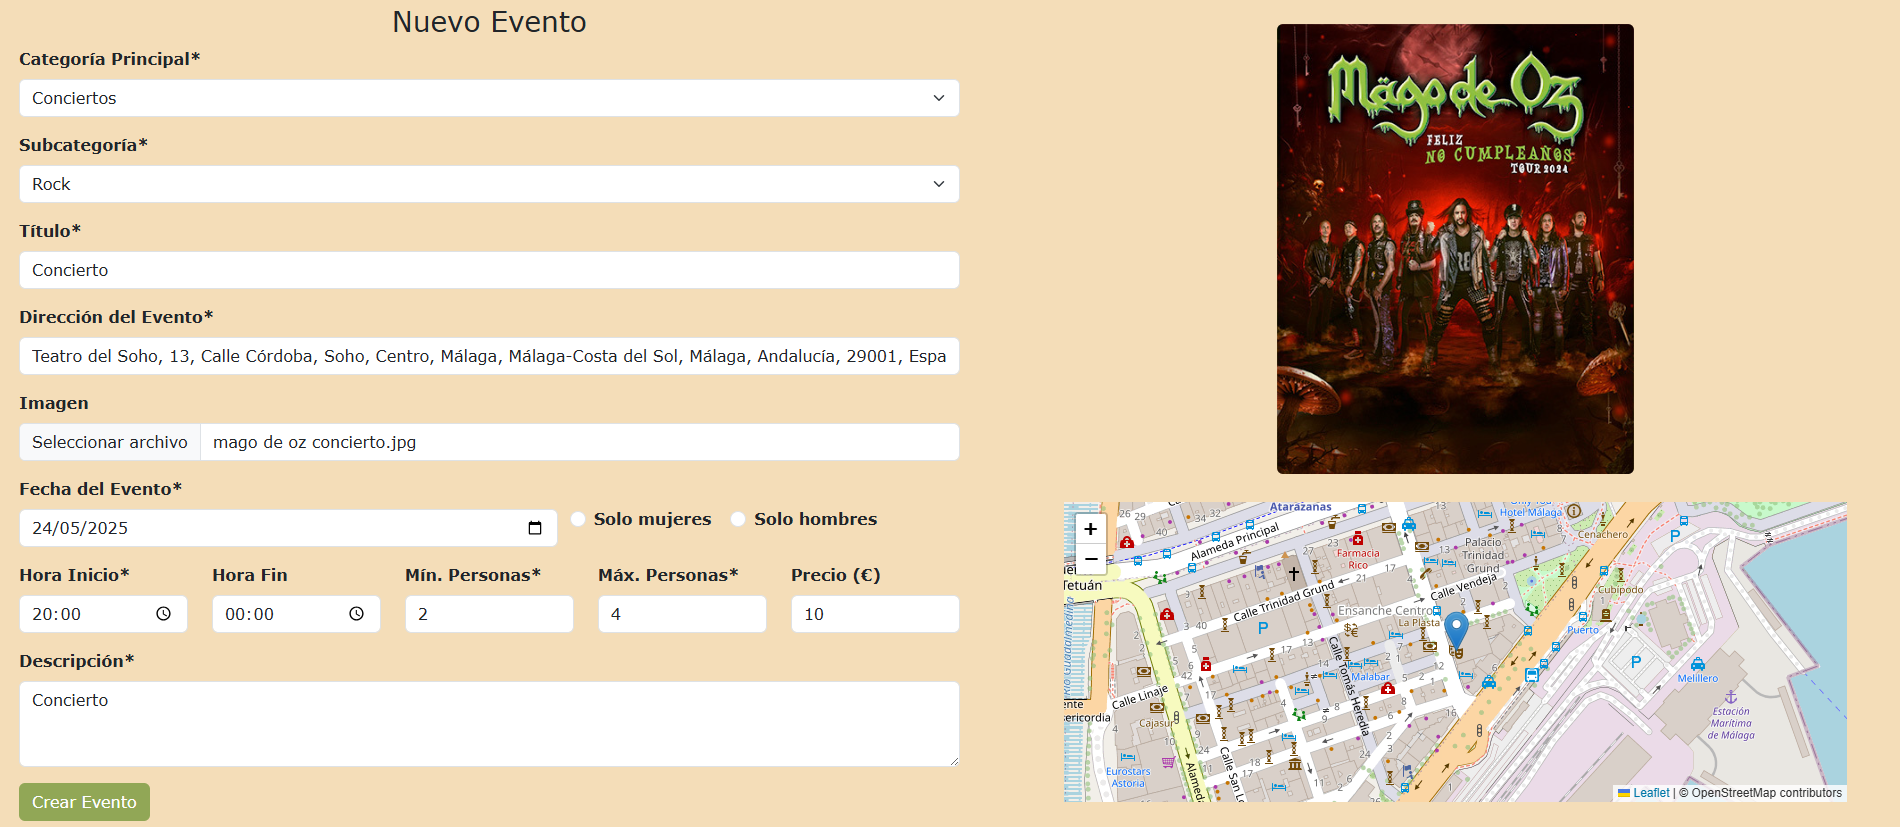 Nuevo Evento
Categoría Principal*
Conciertos
Subcategoría*
Rock
Título*
Concierto
Dirección del Evento*
Teatro del Soho, 13, Calle Córdoba, Soho, Centro, Málaga, Málaga-Costa del Sol, Málaga, Andalucía, 29001, Espa
Imagen
Seleccionar archivo mago de oz concierto.jpg
Fecha del Evento*
24/05/2025 Solo mujeres Solo hombres
Hora Inicio* Hora Fin Mín. Personas* Máx. Personas* Precio (€)
20:00 00:00 2 4 10
Descripción*
Concierto
Crear Evento
Mägo de Oz
FELIZ
NO CUMPLEAÑOS
TOUR 2024
+
−
Atarazanas
Hotel Málaga
Alameda Principal
Cenachero
Palacio
Trinidad
Grund
Farmacia
Rico
Tetuán
Calle Trinidad Grund
Calle Vendeja
Cubipodo
Ensanche Centro
La Plasta
Puerto
Río Guadalmedina
Calle Tomás Heredia
Malabar
Melillero
Calle Linaje
ente
sericordia
Cajasur
Estación
Marítima
de Málaga
Eurostars
Astoria
Alameda
Calle San Lo
Leaflet | © OpenStreetMap contributors